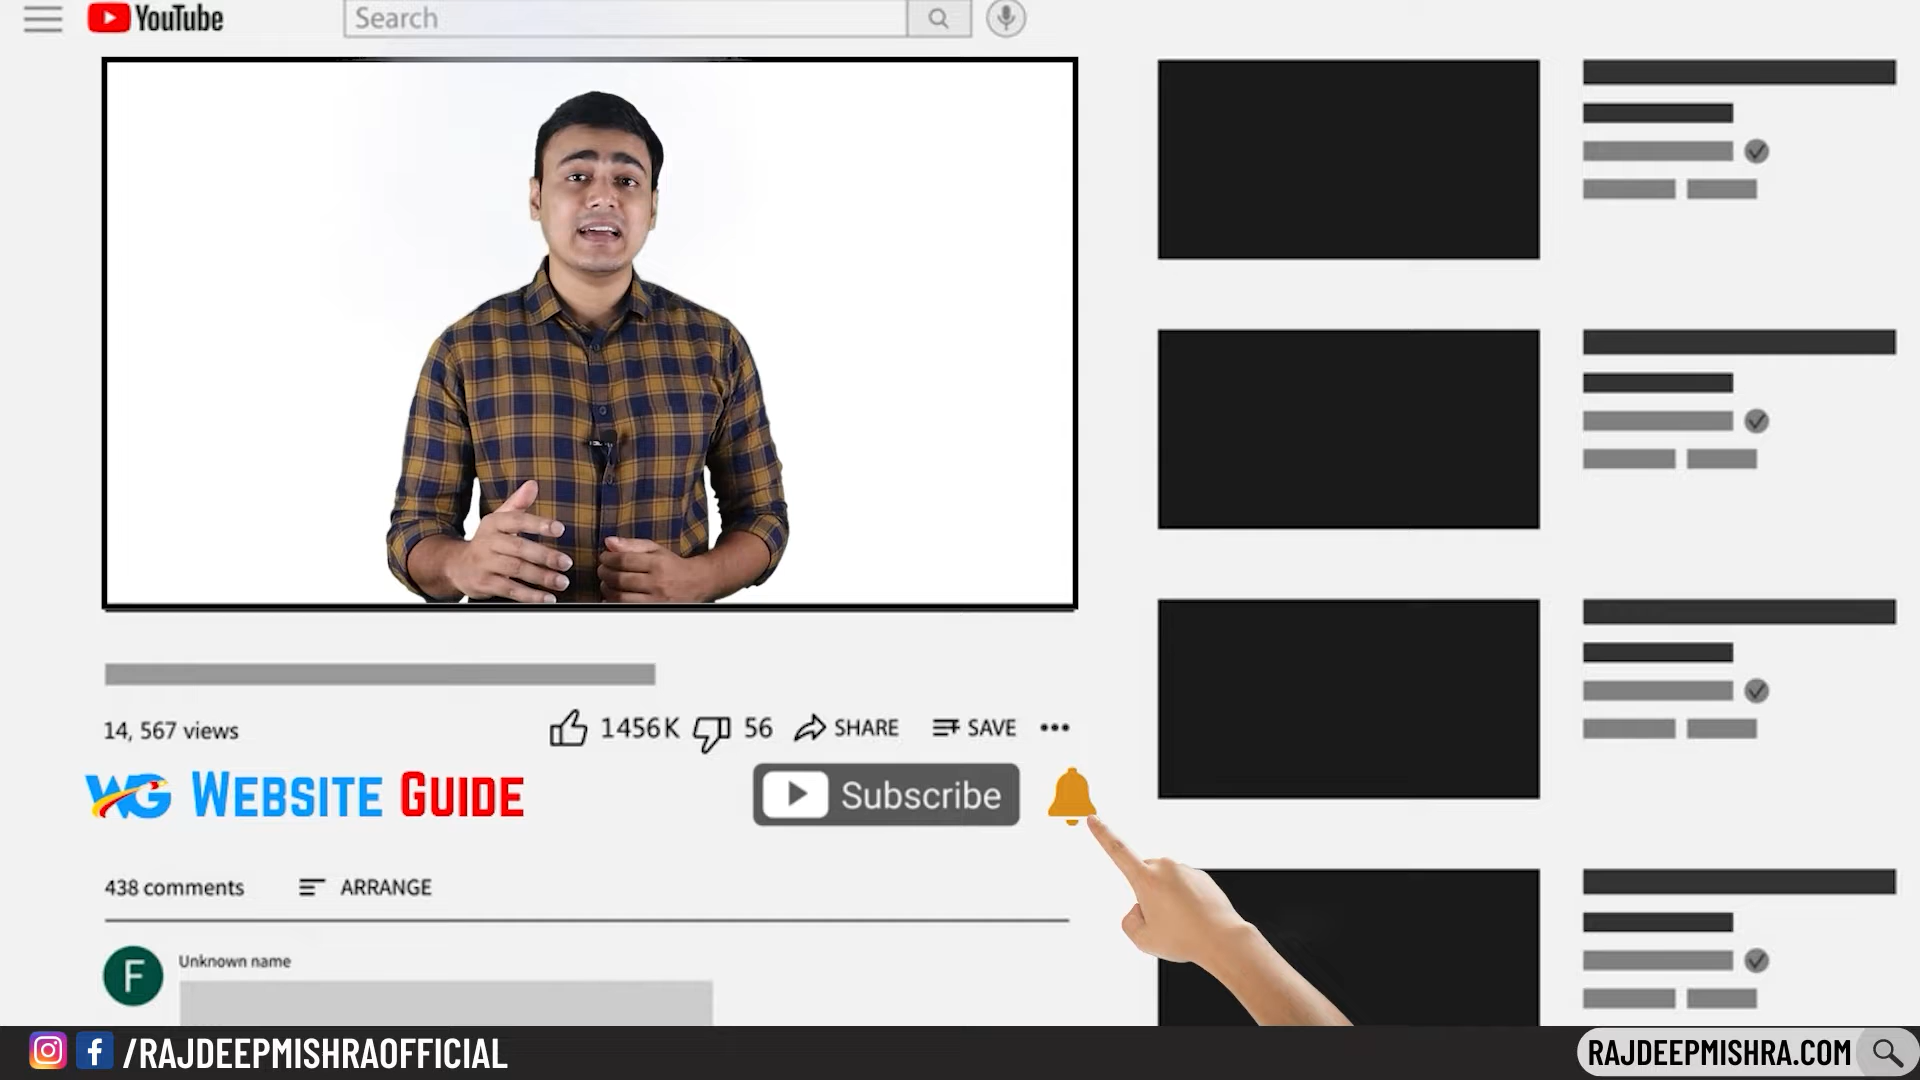 YouTube
Search
14, 567 views
1456K
56
SHARE
SAVE
WG WEBSITE GUIDE
Subscribe
438 comments
ARRANGE
F
Unknown name
/RAJDEEPMISHRAOFFICIAL
RAJDEEPMISHRA.COM